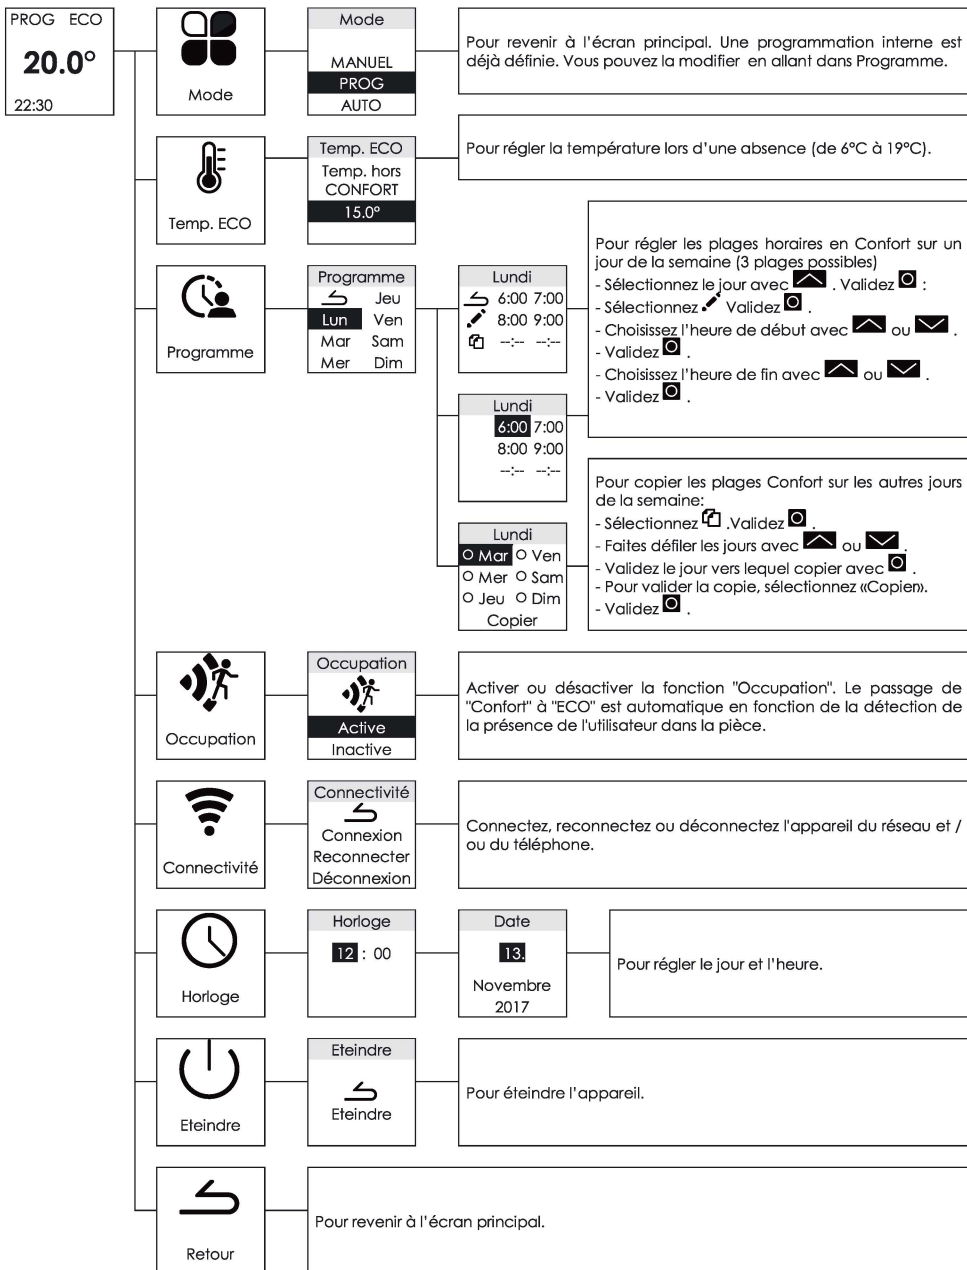 PROG ECO
20.0°
22:30
Mode
Mode
MANUEL
PROG
AUTO
Pour revenir à l'écran principal. Une programmation interne est
déjà définie. Vous pouvez la modifier en allant dans Programme.
Temp. ECO
Temp. ECO
Temp. hors
CONFORT
15.0°
Pour régler la température lors d'une absence (de 6°C à 19°C).
Programme
Programme
Jeu
Lun Ven
Mar Sam
Mer Dim
Lundi
6:00 7:00
8:00 9:00
--:-- --:--
Lundi
6:00 7:00
8:00 9:00
--:-- --:--
Pour régler les plages horaires en Confort sur un
jour de la semaine (3 plages possibles)
- Sélectionnez le jour avec . Validez :
- Sélectionnez Validez .
- Choisissez l'heure de début avec ou .
- Validez .
- Choisissez l'heure de fin avec ou .
- Validez .
Lundi
Mar Ven
Mer Sam
Jeu Dim
Copier
Pour copier les plages Confort sur les autres jours
de la semaine:
- Sélectionnez .Validez .
- Faites défiler les jours avec ou .
- Validez le jour vers lequel copier avec .
- Pour valider la copie, sélectionnez «Copier».
- Validez .
Occupation
Occupation
Active
Inactive
Activer ou désactiver la fonction "Occupation". Le passage de
"Confort" à "ECO" est automatique en fonction de la détection de
la présence de l'utilisateur dans la pièce.
Connectivité
Connectivité
Connexion
Reconnecter
Déconnexion
Connectez, reconnectez ou déconnectez l'appareil du réseau et /
ou du téléphone.
Horloge
Horloge
12 : 00
Date
13.
Novembre
2017
Pour régler le jour et l'heure.
Eteindre
Eteindre
Eteindre
Pour éteindre l'appareil.
Retour
Pour revenir à l'écran principal.